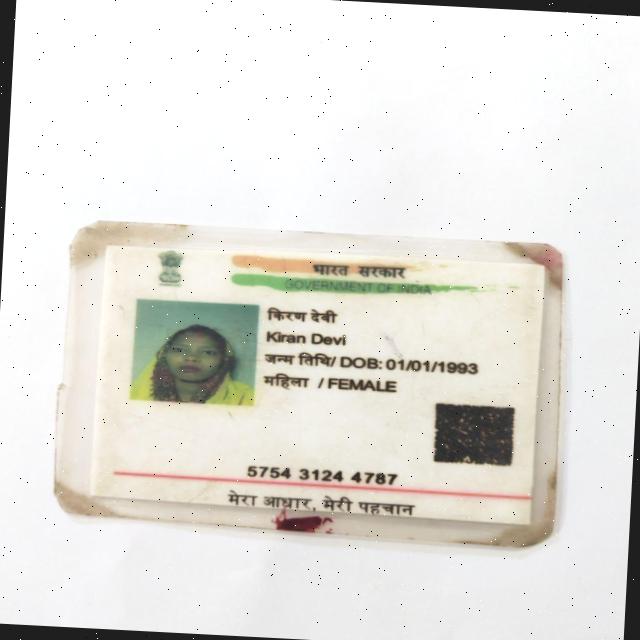 भारत सरकार
GOVERNMENT OF INDIA
किरण देवी
Kiran Devi
जन्म तिथि/ DOB: 01/01/1993
महिला / FEMALE
5754 3124 4787
मेरा आधार, मेरी पहचान